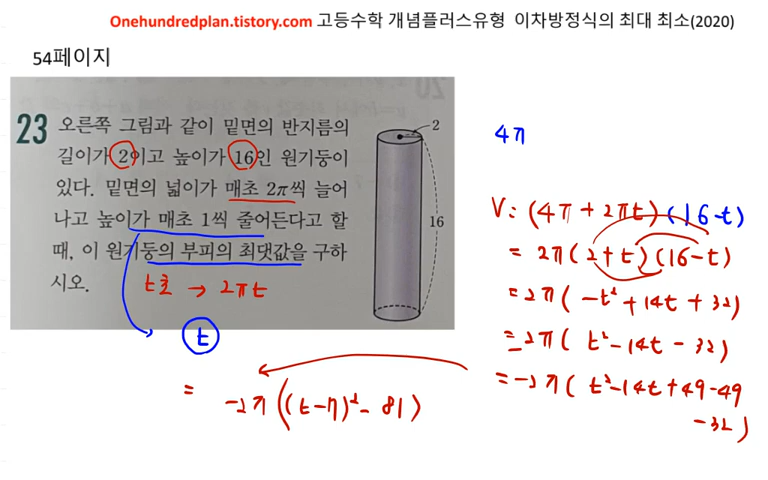 Onehundredplan.tistory.com 고등수학 개념플러스유형 이차방정식의 최대 최소(2020)
54페이지
23 오른쪽 그림과 같이 밑면의 반지름의
길이가 2이고 높이가 16인 원기둥이
있다. 밑면의 넓이가 매초 2π씩 늘어
나고 높이가 매초 1씩 줄어든다고 할
때, 이 원기둥의 부피의 최댓값을 구하
시오.
2
16
t초 → 2πt
t
4π
V: (4π+2πt)(16-t)
= 2π(2+t)(16-t)
= 2π(-t²+14t+32)
= -2π(t²-14t-32)
= -2π(t²-14t+49-49
-32)
= -2π((t-7)²-81)